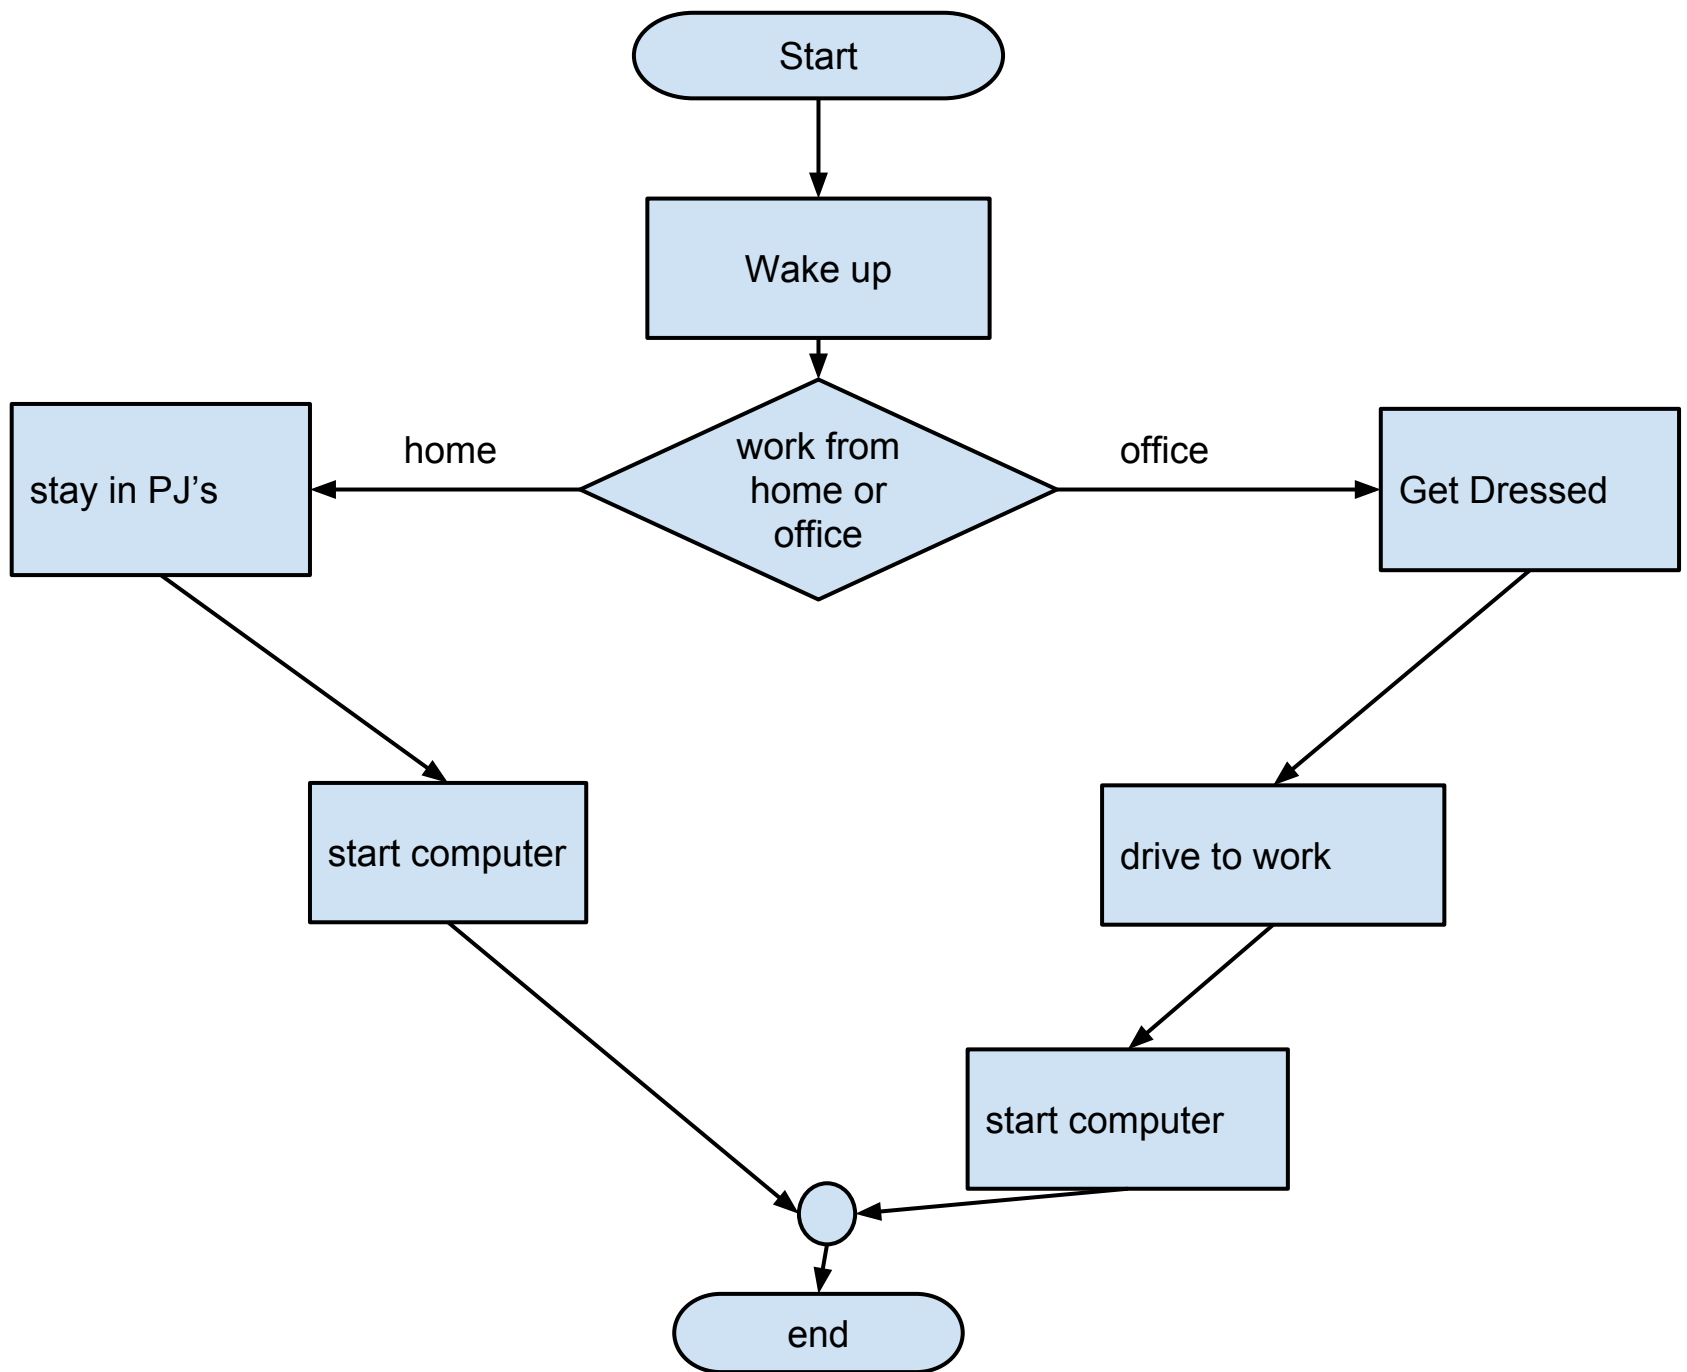 Start
Wake up
home
work from
home or
office
office
stay in PJ’s
Get Dressed
start computer
drive to work
start computer
end